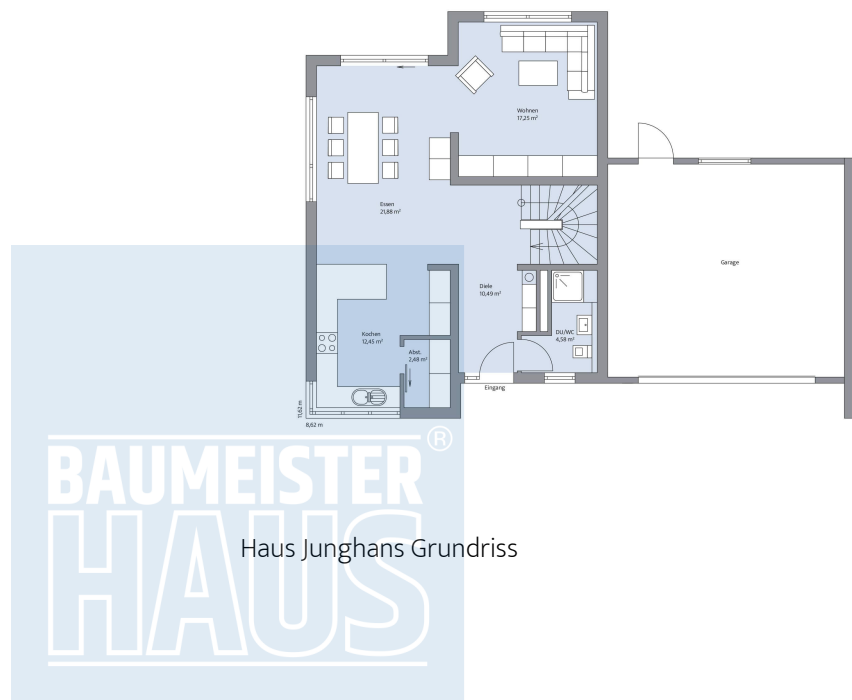 Wohnen
17,25 m²
Essen
21,88 m²
Garage
Diele
10,49 m²
Kochen
12,45 m²
DU/WC
4,58 m²
Abst.
2,48 m²
Eingang
11,62 m
8,62 m
BAUMEISTER®
HAUS
Haus Junghans Grundriss